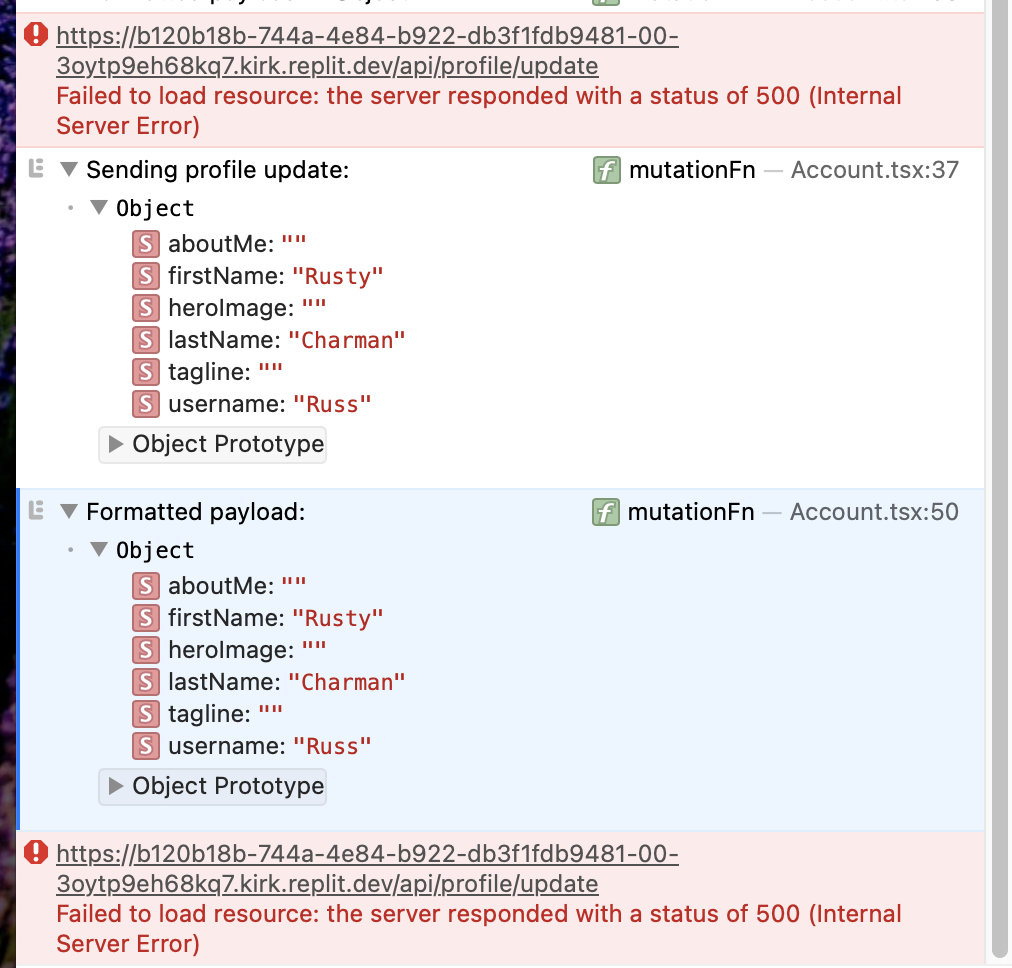 https://b120b18b-744a-4e84-b922-db3f1fdb9481-00-
3oytp9eh68kq7.kirk.replit.dev/api/profile/update
Failed to load resource: the server responded with a status of 500 (Internal
Server Error)
Sending profile update: mutationFn — Account.tsx:37
Object
S aboutMe: ""
S firstName: "Rusty"
S heroImage: ""
S lastName: "Charman"
S tagline: ""
S username: "Russ"
Object Prototype
Formatted payload: mutationFn — Account.tsx:50
Object
S aboutMe: ""
S firstName: "Rusty"
S heroImage: ""
S lastName: "Charman"
S tagline: ""
S username: "Russ"
Object Prototype
https://b120b18b-744a-4e84-b922-db3f1fdb9481-00-
3oytp9eh68kq7.kirk.replit.dev/api/profile/update
Failed to load resource: the server responded with a status of 500 (Internal
Server Error)